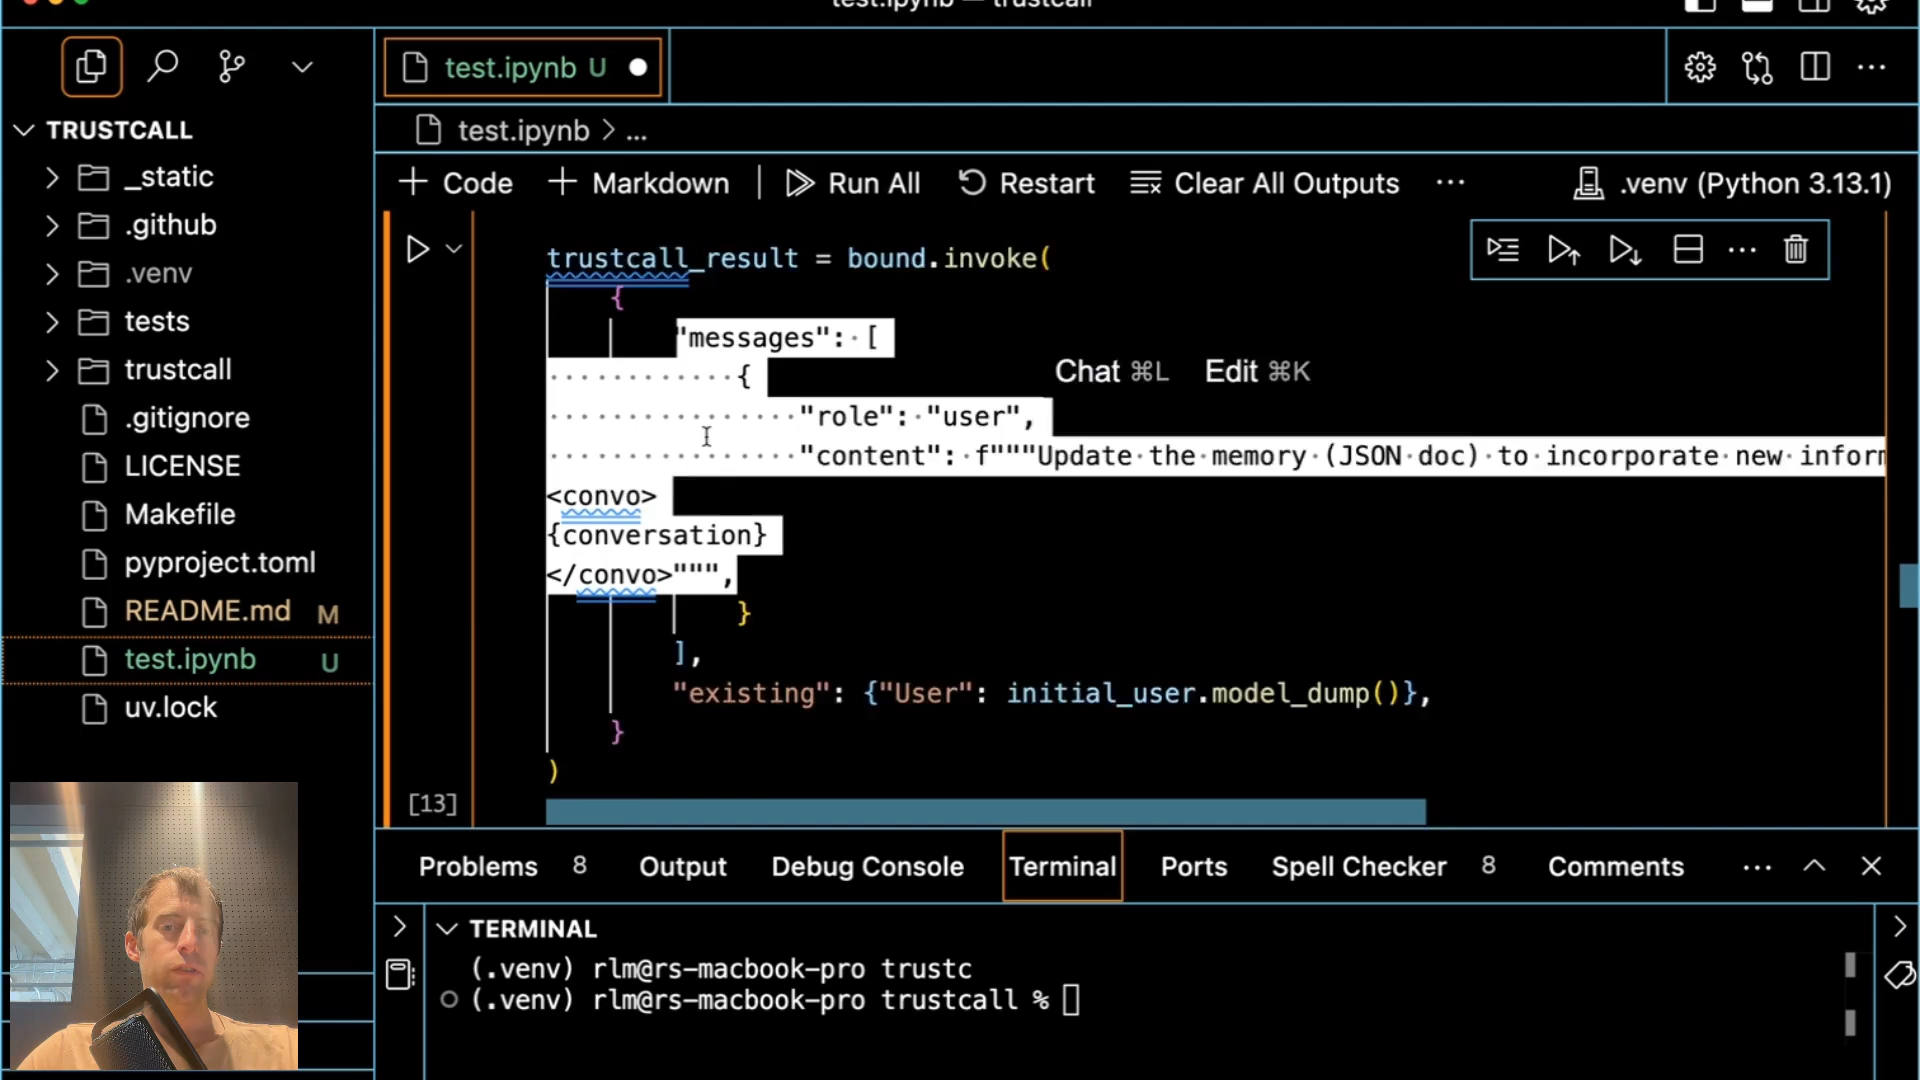 test.ipynb — trustcall
test.ipynb U
TRUSTCALL
test.ipynb > ...
_static
.github
.venv
tests
trustcall
.gitignore
LICENSE
Makefile
pyproject.toml
README.md M
test.ipynb U
uv.lock
+ Code + Markdown | Run All Restart Clear All Outputs ... .venv (Python 3.13.1)
trustcall_result = bound.invoke(
{
"messages": [
{
Chat ⌘L Edit ⌘K
"role": "user",
"content": f"""Update the memory (JSON doc) to incorporate new
<convo>
{conversation}
</convo>""",
}
],
"existing": {"User": initial_user.model_dump()},
}
)
[13]
Problems 8 Output Debug Console Terminal Ports Spell Checker 8 Comments ...
TERMINAL
(.venv) rlm@rs-macbook-pro trustc
(.venv) rlm@rs-macbook-pro trustcall %